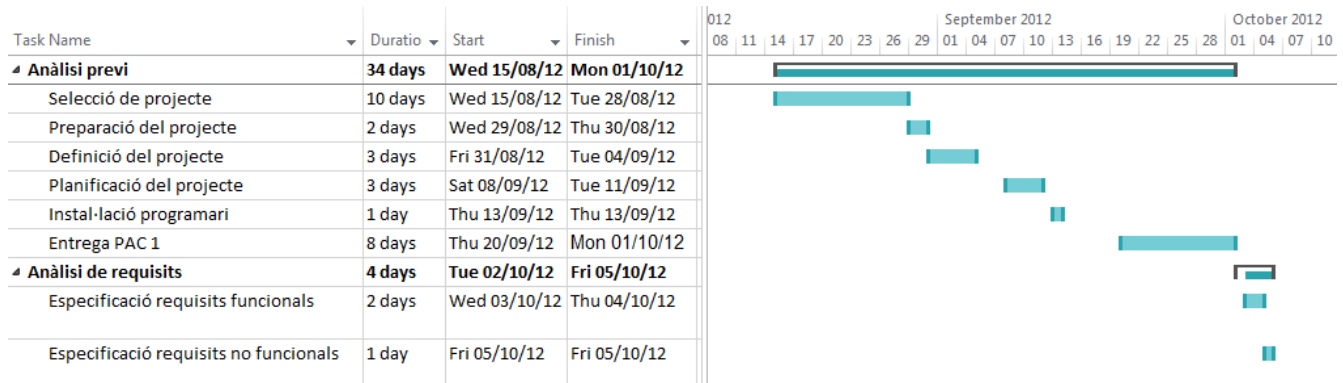 012 September 2012 October 2012
Task Name Duratio Start Finish 08 11 14 17 20 23 26 29 01 04 07 10 13 16 19 22 25 28 01 04 07 10
Anàlisi previ 34 days Wed 15/08/12 Mon 01/10/12
Selecció de projecte 10 days Wed 15/08/12 Tue 28/08/12
Preparació del projecte 2 days Wed 29/08/12 Thu 30/08/12
Definició del projecte 3 days Fri 31/08/12 Tue 04/09/12
Planificació del projecte 3 days Sat 08/09/12 Tue 11/09/12
Instal·lació programari 1 day Thu 13/09/12 Thu 13/09/12
Entrega PAC 1 8 days Thu 20/09/12 Mon 01/10/12
Anàlisi de requisits 4 days Tue 02/10/12 Fri 05/10/12
Especificació requisits funcionals 2 days Wed 03/10/12 Thu 04/10/12
Especificació requisits no funcionals 1 day Fri 05/10/12 Fri 05/10/12